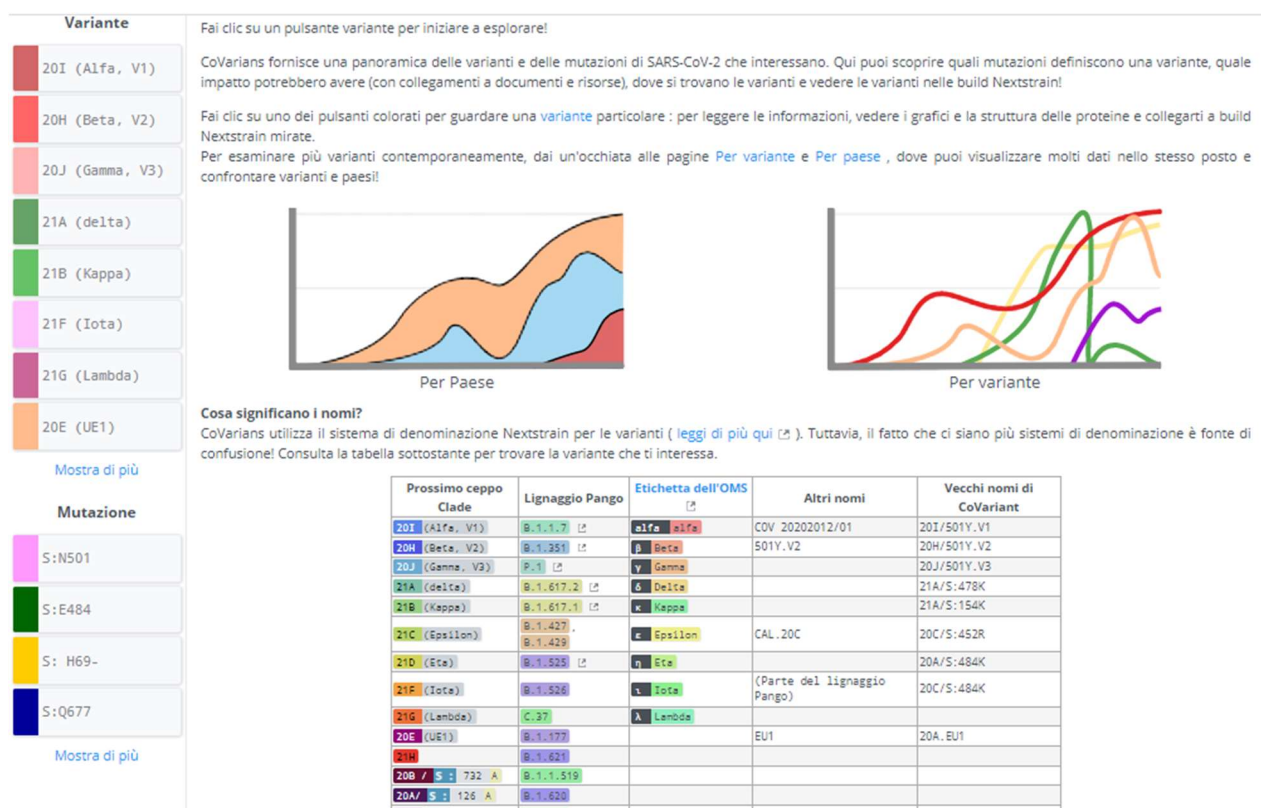 Variante
20I (Alfa, V1)
20H (Beta, V2)
20J (Gamma, V3)
21A (delta)
21B (Kappa)
21F (Iota)
21G (Lambda)
20E (UE1)
Mostra di più
Mutazione
S:N501
S:E484
S: H69-
S:Q677
Mostra di più
Fai clic su un pulsante variante per iniziare a esplorare!
CoVarians fornisce una panoramica delle varianti e delle mutazioni di SARS-CoV-2 che interessano. Qui puoi scoprire quali mutazioni definiscono una variante, quale
impatto potrebbero avere (con collegamenti a documenti e risorse), dove si trovano le varianti e vedere le varianti nelle build Nextstrain!
Fai clic su uno dei pulsanti colorati per guardare una variante particolare : per leggere le informazioni, vedere i grafici e la struttura delle proteine e collegarti a build
Nextstrain mirate.
Per esaminare più varianti contemporaneamente, dai un'occhiata alle pagine Per variante e Per paese , dove puoi visualizzare molti dati nello stesso posto e
confrontare varianti e paesi!
Per Paese
Per variante
Cosa significano i nomi?
CoVarians utilizza il sistema di denominazione Nextstrain per le varianti ( leggi di più qui ). Tuttavia, il fatto che ci siano più sistemi di denominazione è fonte di
confusione! Consulta la tabella sottostante per trovare la variante che ti interessa.
Prossimo ceppo Clade Lignaggio Pango Etichetta dell'OMS Altri nomi Vecchi nomi di CoVariant
20I (Alfa, V1) B.1.1.7 alfa alfa COV 20202012/01 20I/501Y.V1
20H (Beta, V2) B.1.351 β Beta 501Y.V2 20H/501Y.V2
20J (Gamma, V3) P.1 γ Gamma 20J/501Y.V3
21A (delta) B.1.617.2 δ Delta 21A/S:478K
21B (Kappa) B.1.617.1 κ Kappa 21A/S:154K
21C (Epsilon) B.1.427 , B.1.429 ε Epsilon CAL.20C 20C/S:452R
21D (Eta) B.1.525 η Eta 20A/S:484K
21F (Iota) B.1.526 ι Iota (Parte del lignaggio Pango) 20C/S:484K
21G (Lambda) C.37 λ Lambda
20E (UE1) B.1.177 EU1 20A.EU1
21H B.1.621
20B / S : 732 A B.1.1.519
20A/ S : 126 A B.1.620